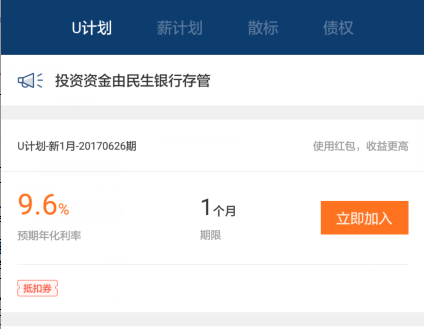 U计划 薪计划 散标 债权
投资资金由民生银行存管
U计划-新1月-20170626期 使用红包，收益更高
9.6% 1个月 立即加入
预期年化利率 期限
抵扣券